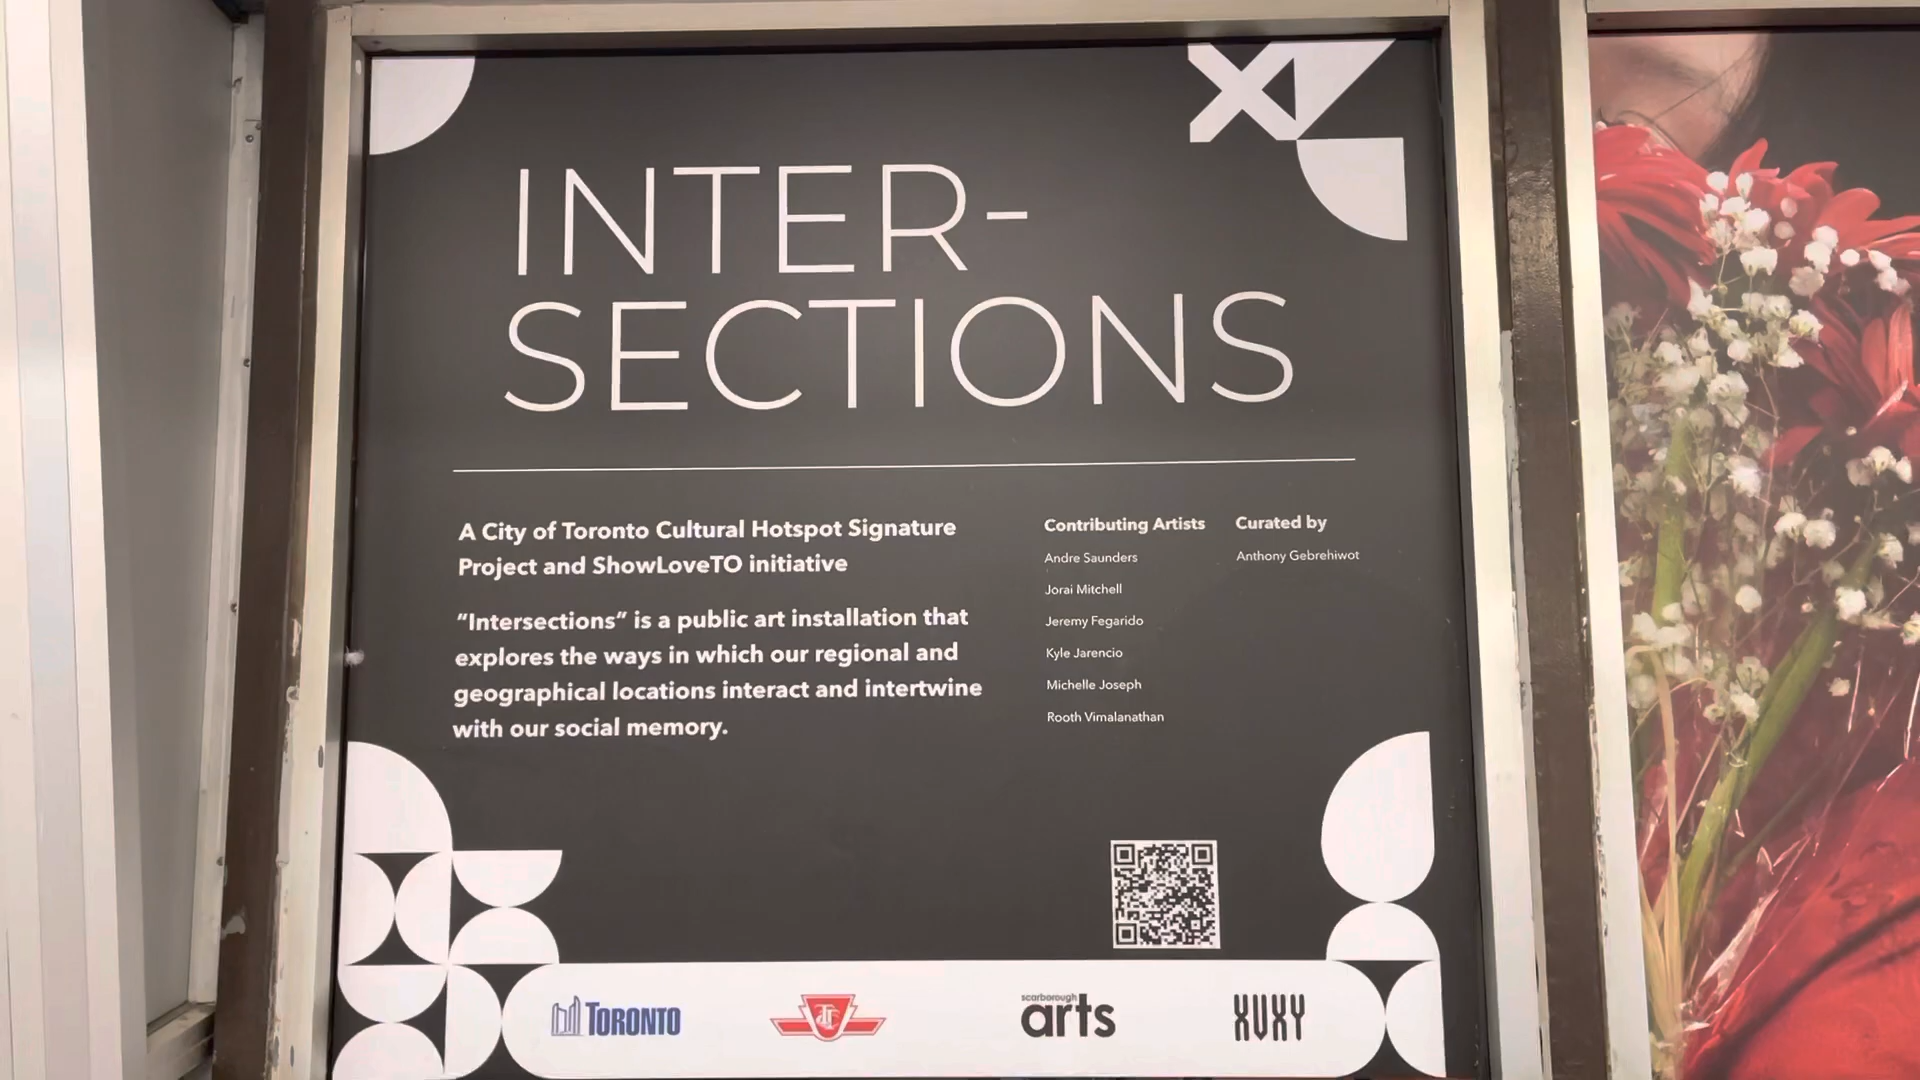 INTER-
SECTIONS
A City of Toronto Cultural Hotspot Signature
Project and ShowLoveTO initiative
"Intersections" is a public art installation that
explores the ways in which our regional and
geographical locations interact and intertwine
with our social memory.
Contributing Artists
Andre Saunders
Jorai Mitchell
Jeremy Fegarido
Kyle Jarencio
Michelle Joseph
Rooth Vimalanathan
Curated by
Anthony Gebrehiwot
TORONTO
TTC
scarborough
arts
XVXY